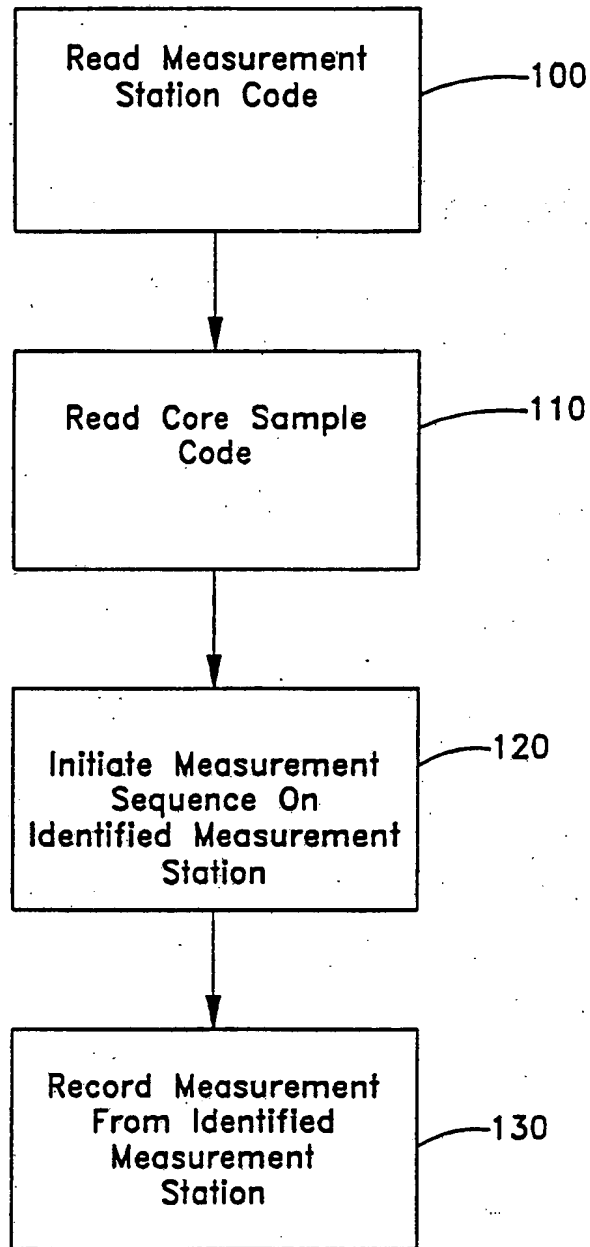 Read Measurement
Station Code
100
Read Core Sample
Code
110
Initiate Measurement
Sequence On
Identified Measurement
Station
120
Record Measurement
From Identified
Measurement
Station
130